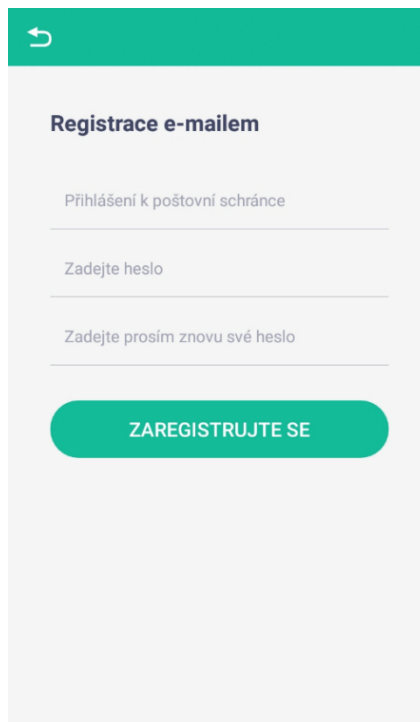 Registrace e-mailem
Přihlášení k poštovní schránce
Zadejte heslo
Zadejte prosím znovu své heslo
ZAREGISTRUJTE SE